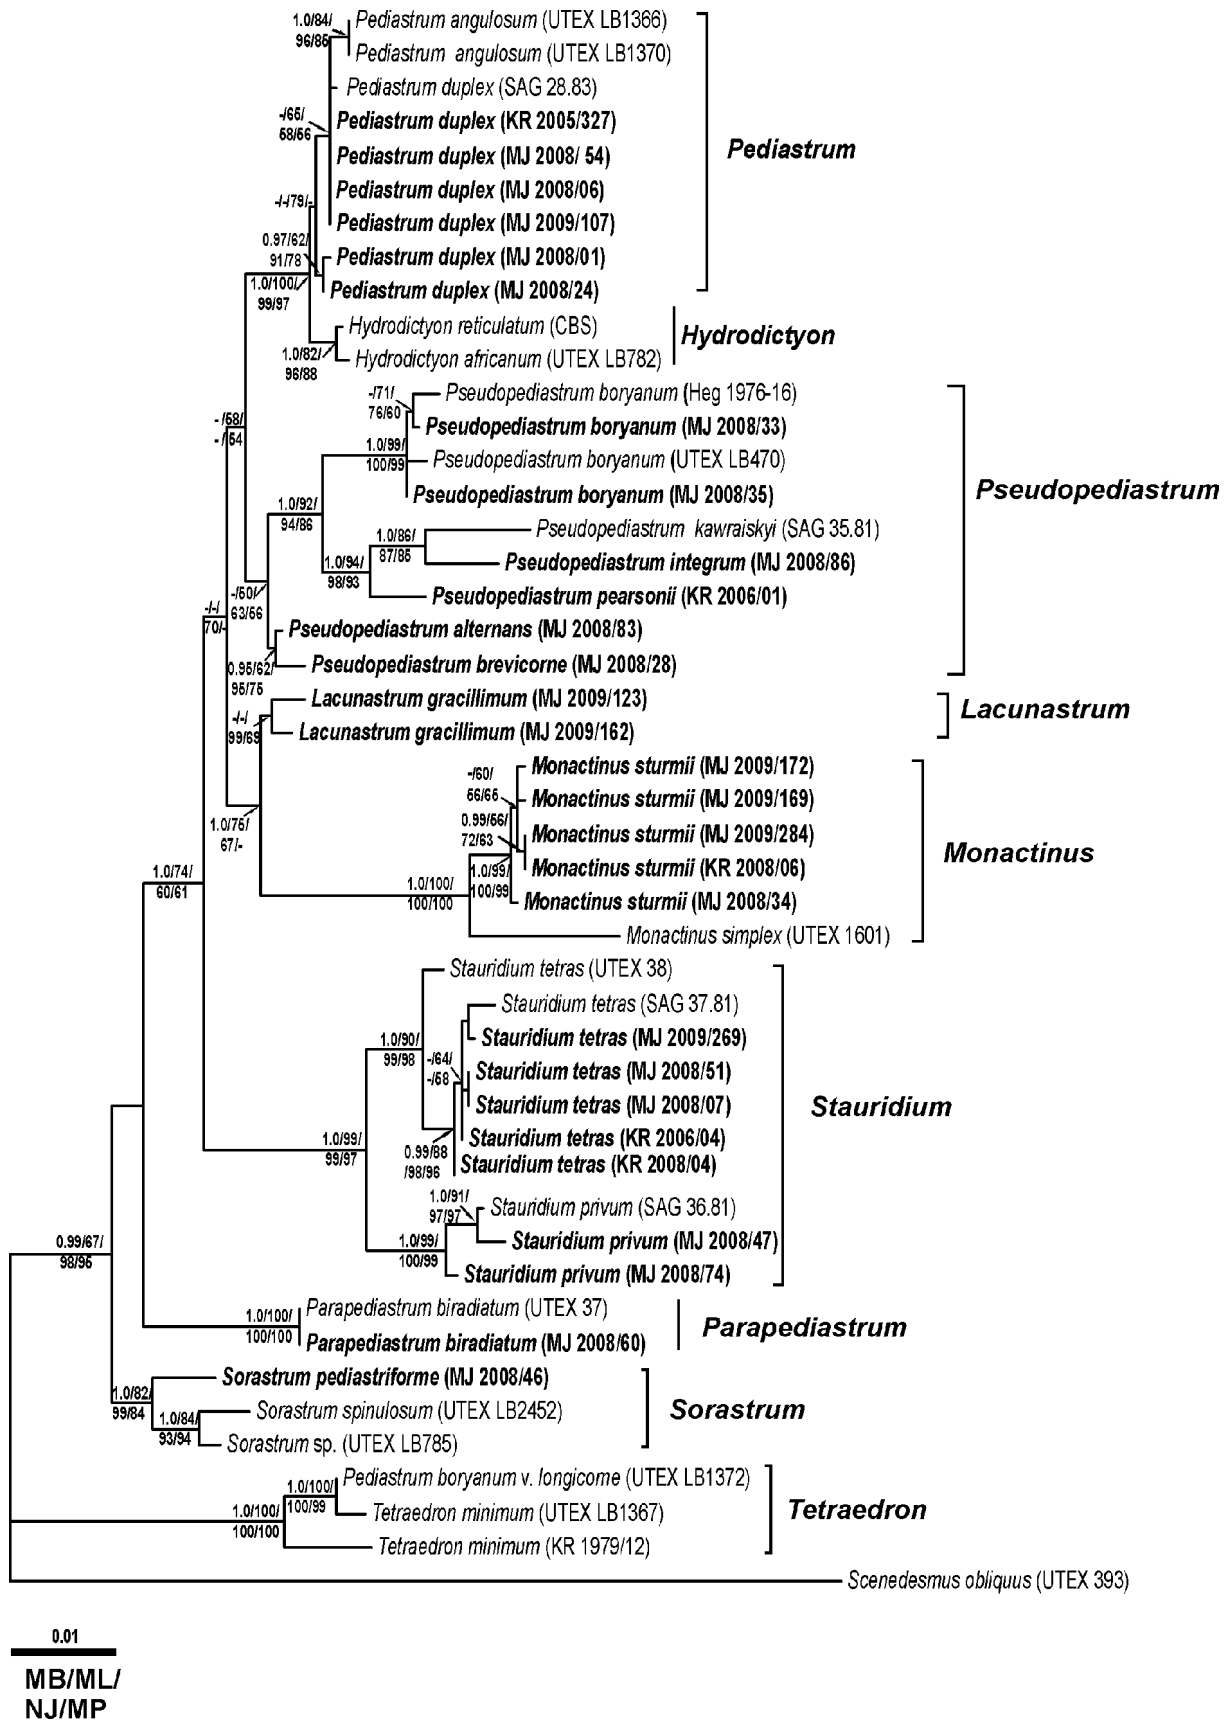 1.0/84/
96/85
Pediastrum angulosum (UTEX LB1366)
Pediastrum angulosum (UTEX LB1370)
Pediastrum duplex (SAG 28.83)
-/65/
58/56
Pediastrum duplex (KR 2005/327)
Pediastrum
Pediastrum duplex (MJ 2008/ 54)
Pediastrum duplex (MJ 2008/06)
-/-/79/-
Pediastrum duplex (MJ 2009/107)
0.97/62/
91/78
Pediastrum duplex (MJ 2008/01)
1.0/100/
99/97
Pediastrum duplex (MJ 2008/24)
Hydrodictyon reticulatum (CBS)
Hydrodictyon
1.0/82/
96/88
Hydrodictyon africanum (UTEX LB782)
-/71/
76/60
Pseudopediastrum boryanum (Heg 1976-16)
- /58/
- / 54
Pseudopediastrum boryanum (MJ 2008/33)
1.0/99/
100/99
Pseudopediastrum boryanum (UTEX LB470)
Pseudopediastrum boryanum (MJ 2008/35)
Pseudopediastrum
1.0/92/
94/86
Pseudopediastrum kawraiskyi (SAG 35.81)
1.0/86/
87/85
1.0/94/
98/93
Pseudopediastrum integrum (MJ 2008/86)
-/50/
63/56
Pseudopediastrum pearsonii (KR 2006/01)
-/-/
70/-
Pseudopediastrum alternans (MJ 2008/83)
0.95/62/
95/75
Pseudopediastrum brevicorne (MJ 2008/28)
Lacunastrum gracillimum (MJ 2009/123)
Lacunastrum
-/-/
99/69
Lacunastrum gracillimum (MJ 2009/162)
-/60/
56/65
Monactinus sturmii (MJ 2009/172)
Monactinus sturmii (MJ 2009/169)
1.0/75/
67/-
0.99/56/
72/63
Monactinus sturmii (MJ 2009/284)
Monactinus
1.0/74/
60/61
1.0/99/
100/99
Monactinus sturmii (KR 2008/06)
1.0/100/
100/100
Monactinus sturmii (MJ 2008/34)
Monactinus simplex (UTEX 1601)
Stauridium tetras (UTEX 38)
Stauridium tetras (SAG 37.81)
1.0/90/
99/98
Stauridium tetras (MJ 2009/269)
-/64/
-/58
Stauridium tetras (MJ 2008/51)
Stauridium tetras (MJ 2008/07)
Stauridium
1.0/99/
99/97
Stauridium tetras (KR 2006/04)
0.99/88
/98/96
Stauridium tetras (KR 2008/04)
1.0/91/
97/97
Stauridium privum (SAG 36.81)
1.0/99/
100/99
Stauridium privum (MJ 2008/47)
0.99/67/
98/95
Stauridium privum (MJ 2008/74)
1.0/100/
100/100
Parapediastrum biradiatum (UTEX 37)
Parapediastrum
Parapediastrum biradiatum (MJ 2008/60)
1.0/82/
99/84
Sorastrum pediastriforme (MJ 2008/46)
Sorastrum
1.0/84/
93/94
Sorastrum spinulosum (UTEX LB2452)
Sorastrum sp. (UTEX LB785)
1.0/100/
100/99
Pediastrum boryanum v. longicorne (UTEX LB1372)
1.0/100/
100/100
Tetraedron minimum (UTEX LB1367)
Tetraedron
Tetraedron minimum (KR 1979/12)
Scenedesmus obliquus (UTEX 393)
0.01
MB/ML/
NJ/MP